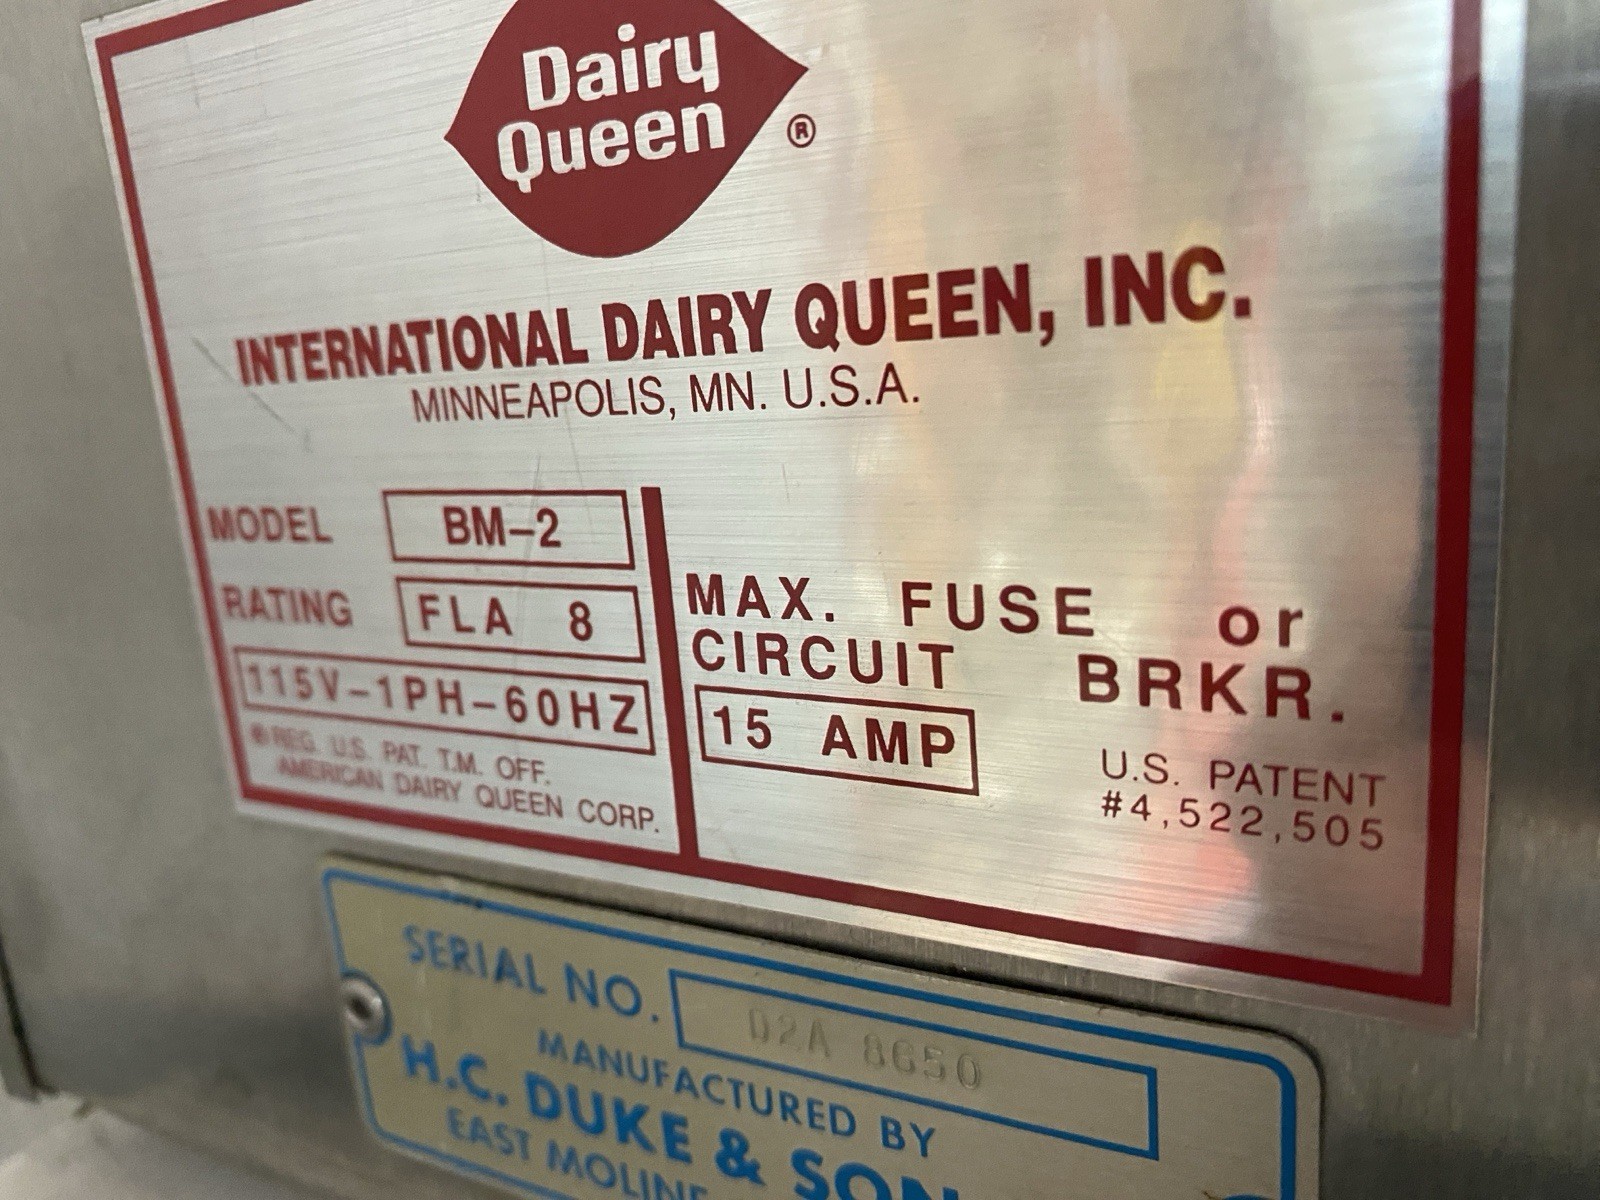 Dairy
Queen ®
INTERNATIONAL DAIRY QUEEN, INC.
MINNEAPOLIS, MN. U.S.A.
MODEL BM-2
RATING FLA 8
115V-1PH-60HZ
® REG. U.S. PAT. T.M. OFF.
AMERICAN DAIRY QUEEN CORP.
MAX. FUSE or
CIRCUIT BRKR.
15 AMP
U.S. PATENT
#4,522,505
SERIAL NO. D2A 8650
MANUFACTURED BY
H.C. DUKE & SON
EAST MOLINE